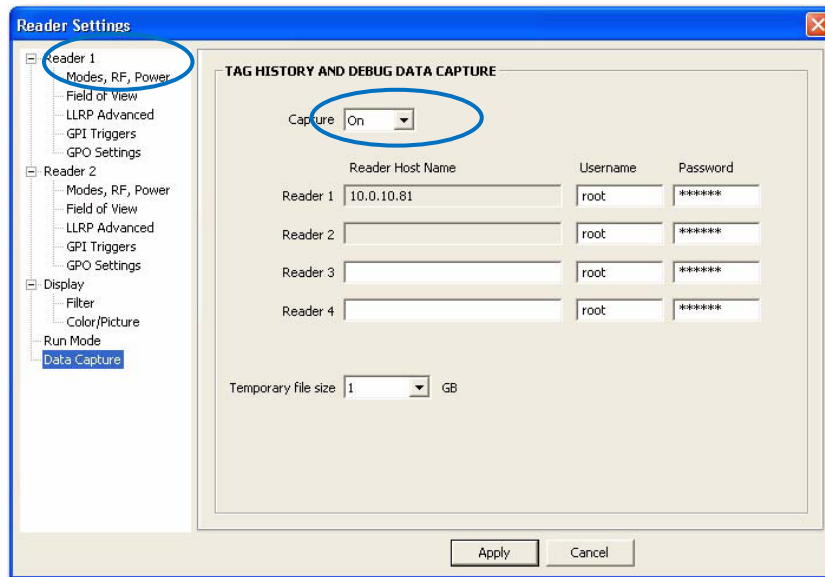 Reader Settings
Reader 1
Modes, RF, Power
Field of View
LLRP Advanced
GPI Triggers
GPO Settings
Reader 2
Modes, RF, Power
Field of View
LLRP Advanced
GPI Triggers
GPO Settings
Display
Filter
Color/Picture
Run Mode
Data Capture
TAG HISTORY AND DEBUG DATA CAPTURE
Capture On
Reader Host Name Username Password
Reader 1 10.0.10.81 root ******
Reader 2 root ******
Reader 3 root ******
Reader 4 root ******
Temporary file size 1 GB
Apply Cancel